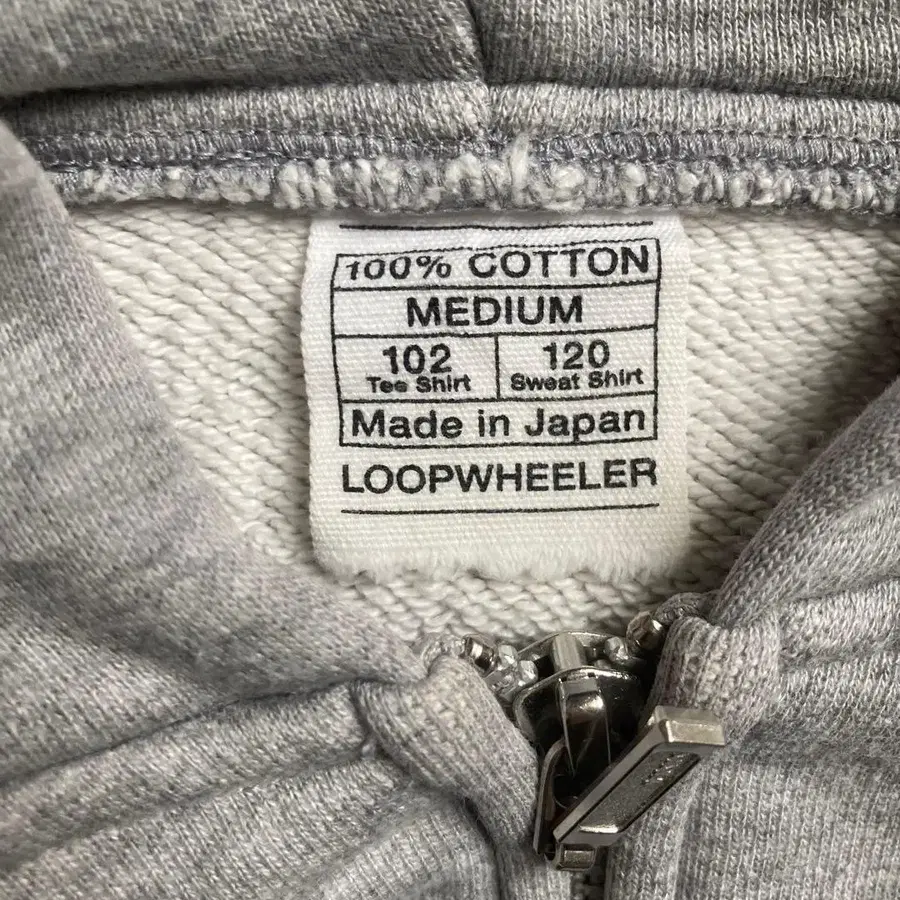 100% COTTON
MEDIUM
102 120
Tee Shirt Sweat Shirt
Made in Japan
LOOPWHEELER